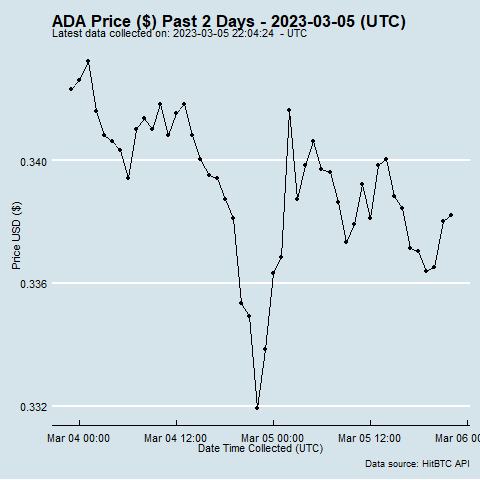 ADA Price ($) Past 2 Days - 2023-03-05 (UTC)
Latest data collected on: 2023-03-05 22:04:24  - UTC
0.340
0.336
0.332
Price USD ($)
Mar 04 00:00
Mar 04 12:00
Mar 05 00:00
Mar 05 12:00
Mar 06 00
Date Time Collected (UTC)
Data source: HitBTC API